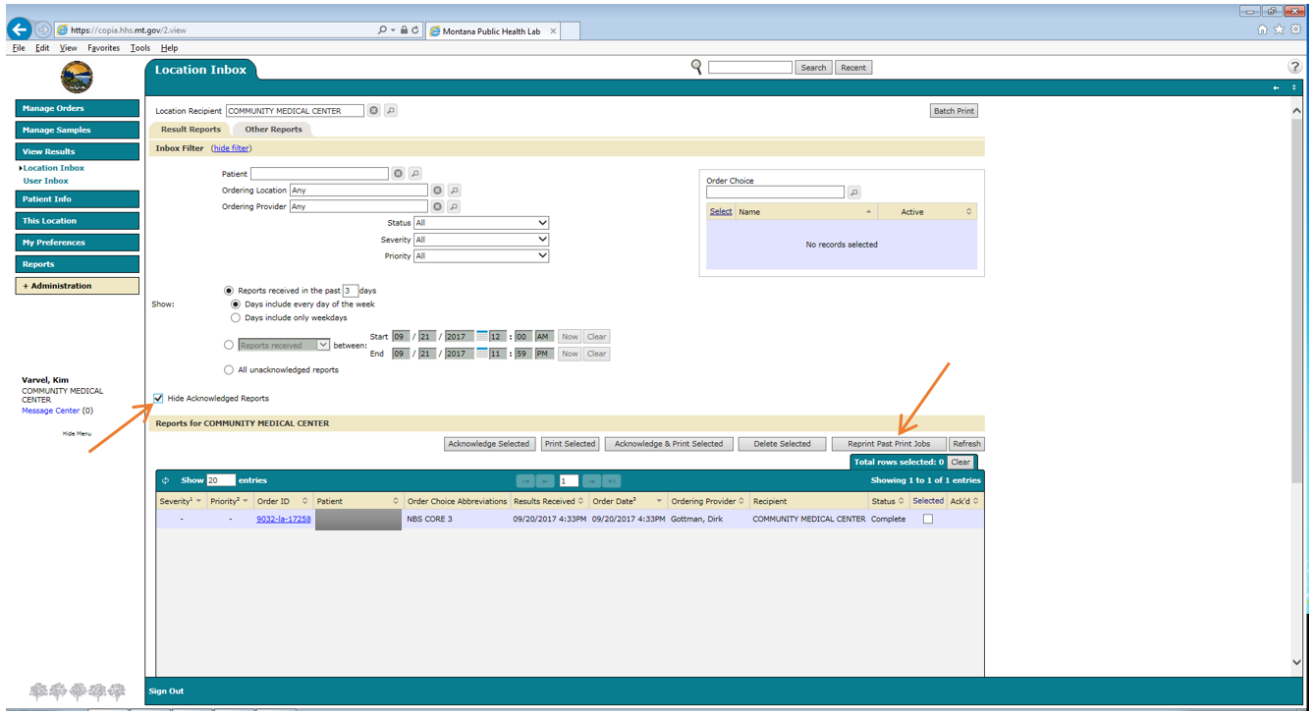 https://copia.hhs.mt.gov/2.view
Montana Public Health Lab
File Edit View Favorites Tools Help
Location Inbox
Search Recent
?
Manage Orders
Manage Samples
View Results
Location Inbox
User Inbox
Patient Info
This Location
My Preferences
Reports
+ Administration
Varvel, Kim
COMMUNITY MEDICAL
CENTER
Message Center (0)
Hide Menu
Location Recipient COMMUNITY MEDICAL CENTER
Batch Print
Result Reports Other Reports
Inbox Filter (hide filter)
Patient
Ordering Location Any
Ordering Provider Any
Status All
Severity All
Priority All
Order Choice
Select Name Active
No records selected
Show:
Reports received in the past 3 days
Days include every day of the week
Days include only weekdays
Reports received between:
Start 09 / 21 / 2017 12 : 00 AM Now Clear
End 09 / 21 / 2017 11 : 59 PM Now Clear
All unacknowledged reports
Hide Acknowledged Reports
Reports for COMMUNITY MEDICAL CENTER
Acknowledge Selected Print Selected Acknowledge & Print Selected Delete Selected Reprint Past Print Jobs Refresh
Total rows selected: 0 Clear
Show 20 entries 1 Showing 1 to 1 of 1 entries
Severity¹ Priority² Order ID Patient Order Choice Abbreviations Results Received Order Date³ Ordering Provider Recipient Status Selected Ack'd
- - 9032-la-17258 NBS CORE 3 09/20/2017 4:33PM 09/20/2017 4:33PM Gottman, Dirk COMMUNITY MEDICAL CENTER Complete
Sign Out